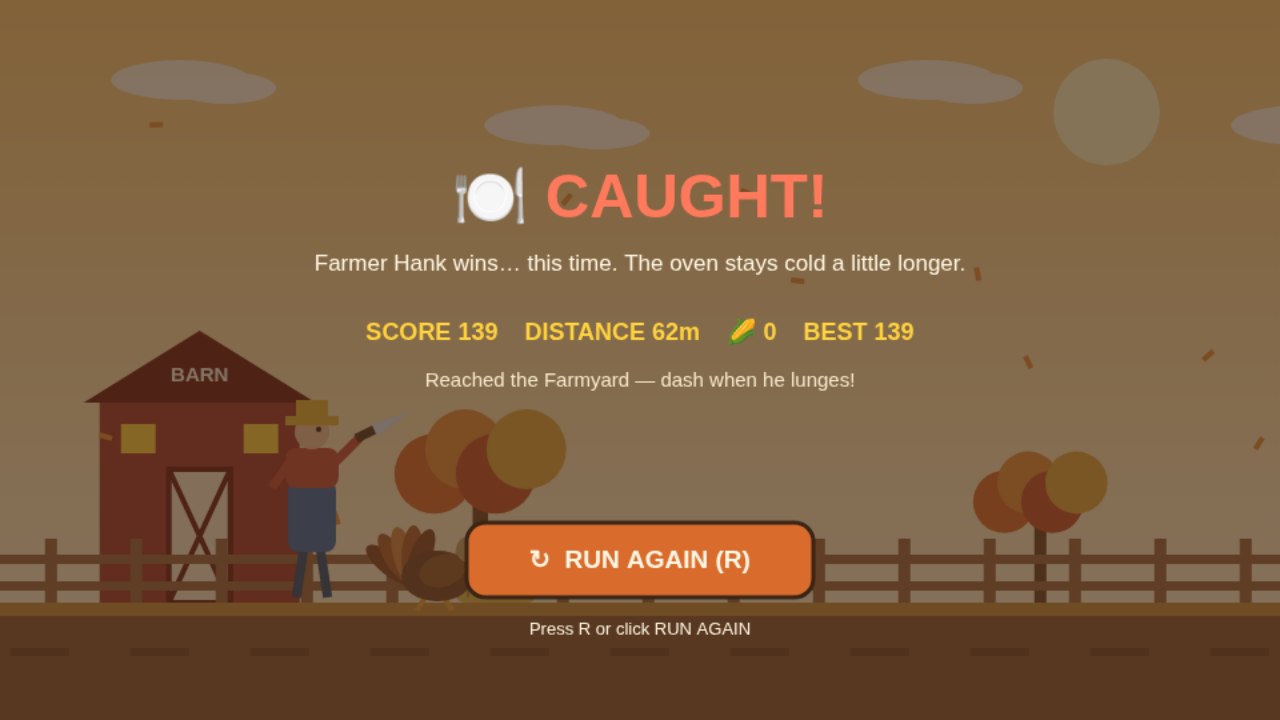 🍽️ CAUGHT!
Farmer Hank wins… this time. The oven stays cold a little longer.
SCORE 139 DISTANCE 62m 🌽 0 BEST 139
Reached the Farmyard — dash when he lunges!
BARN
↻ RUN AGAIN (R)
Press R or click RUN AGAIN